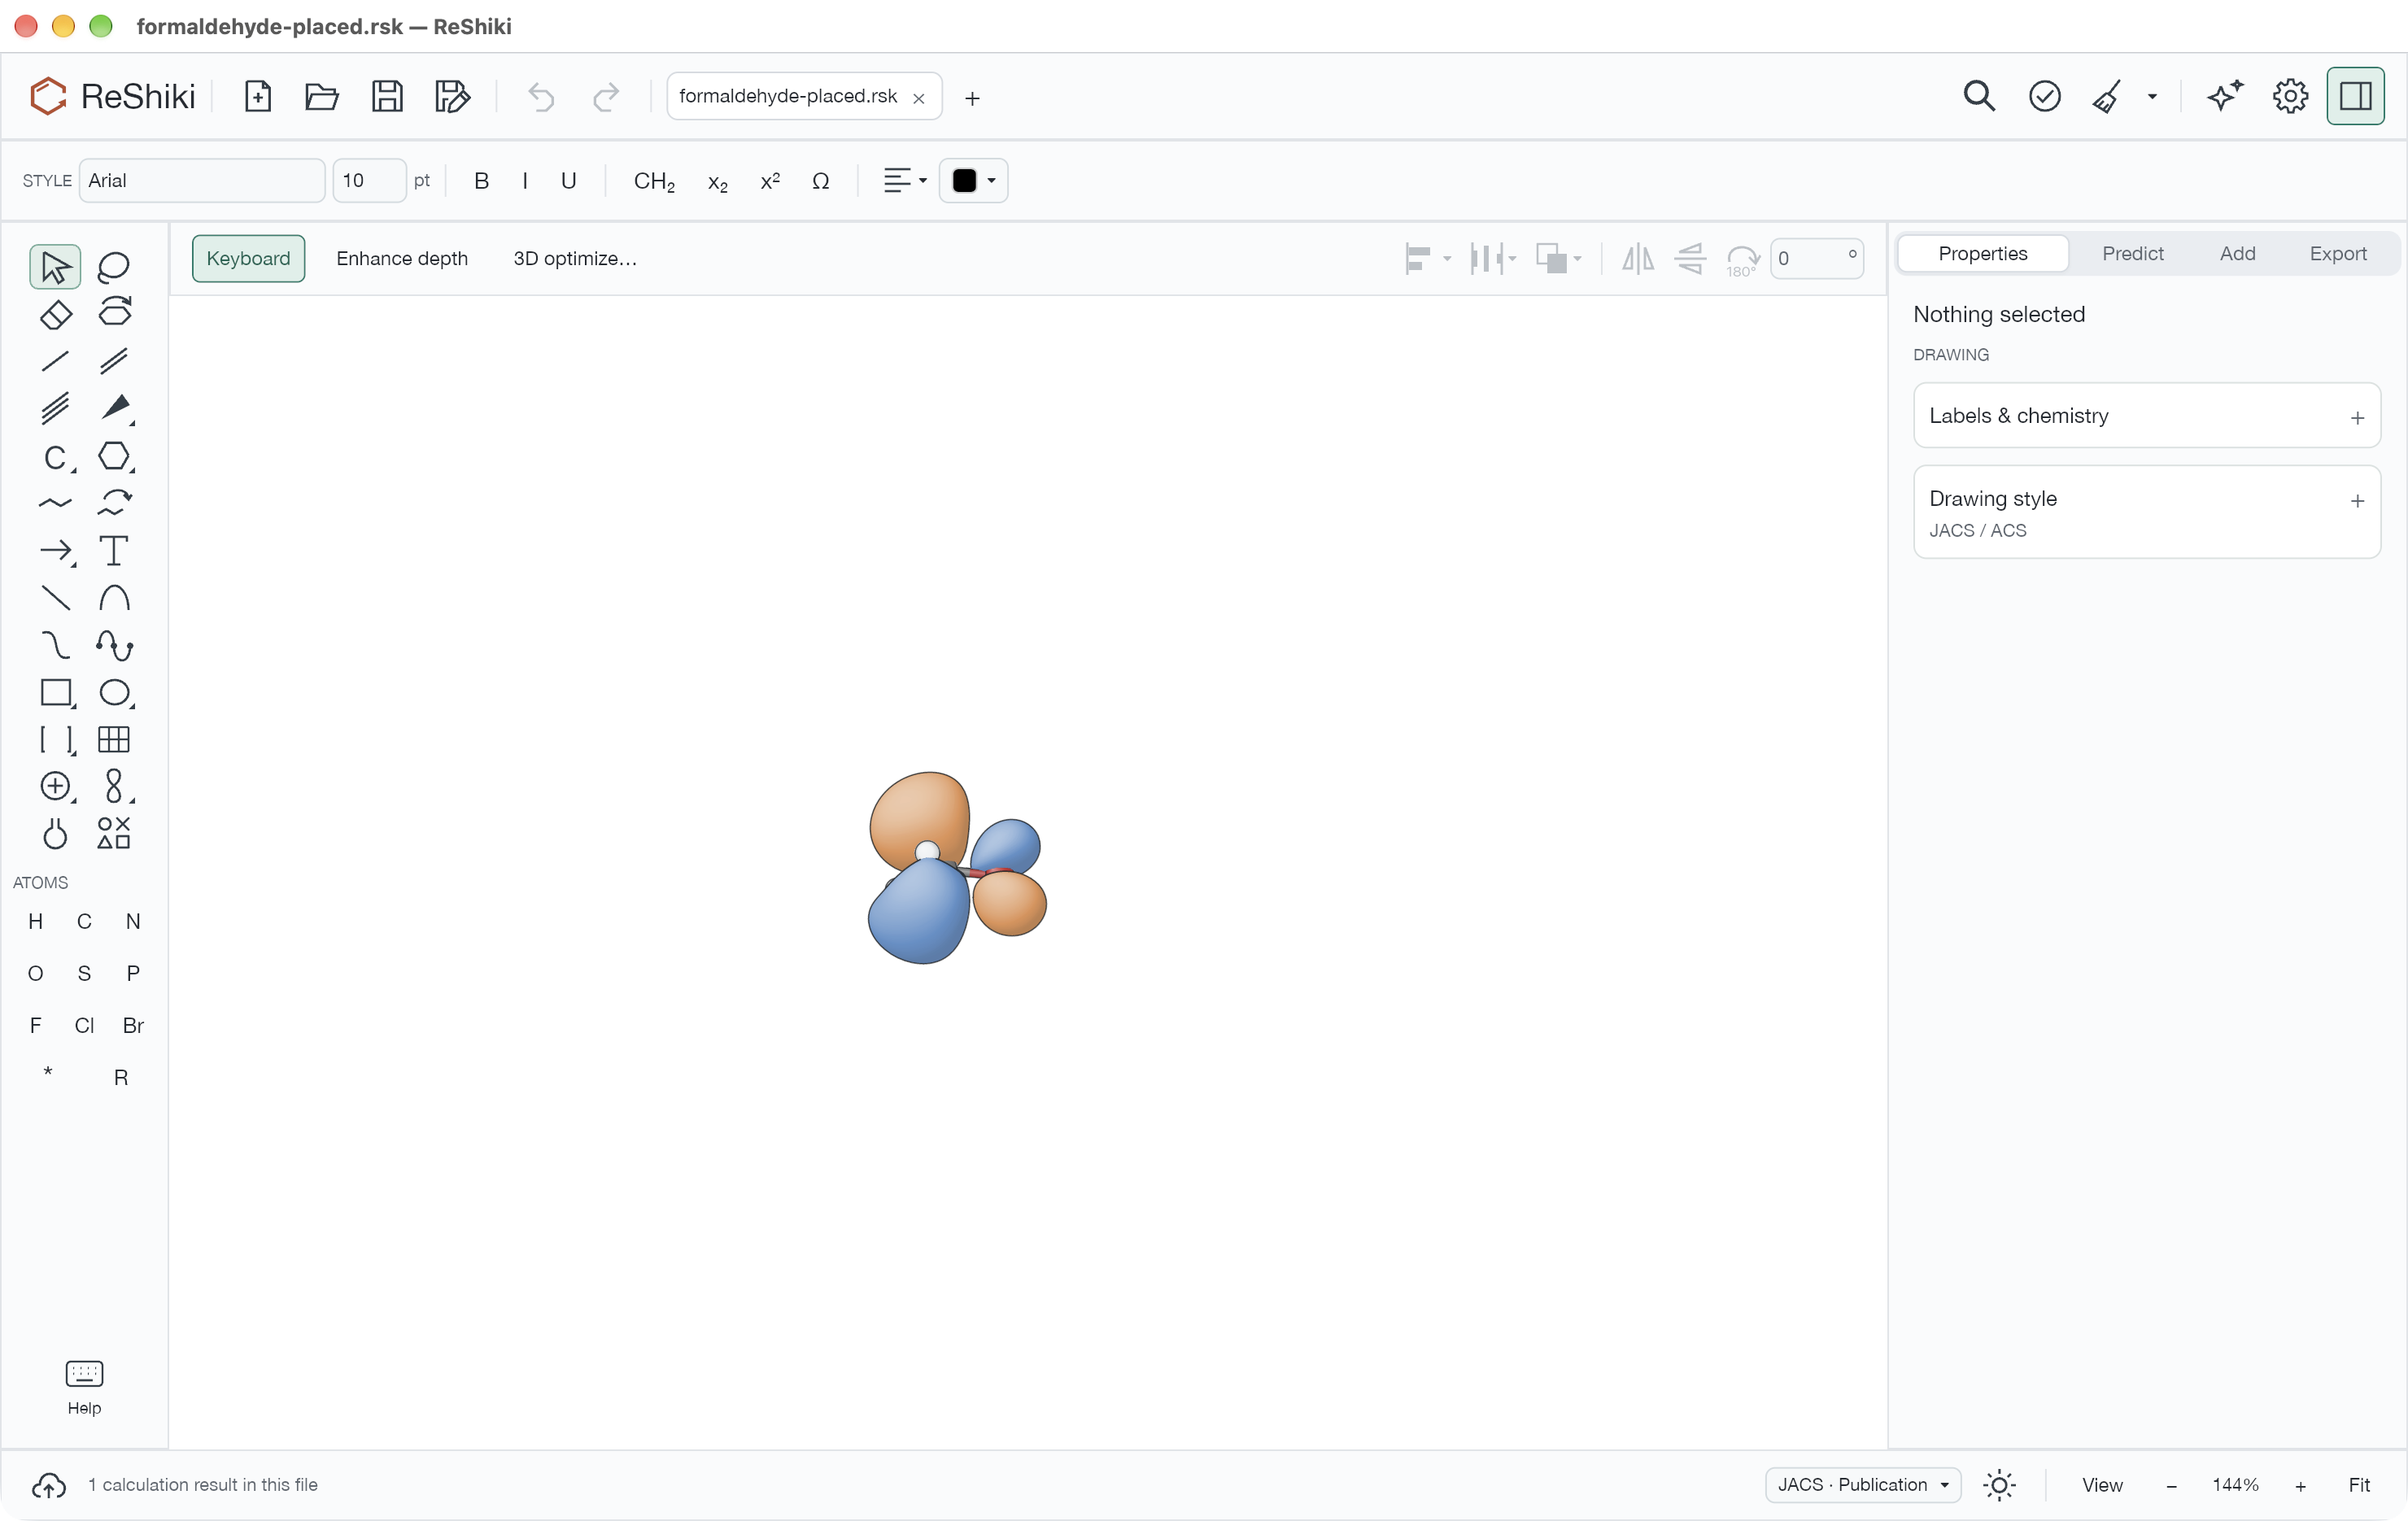 formaldehyde-placed.rsk — ReShiki
ReShiki
formaldehyde-placed.rsk × +
STYLE Arial 10 pt B I U CH₂ x₂ x² Ω
Keyboard Enhance depth 3D optimize...
180° 0 °
Properties Predict Add Export
Nothing selected
DRAWING
Labels & chemistry +
Drawing style +
JACS / ACS
C
T
ATOMS
H C N
O S P
F Cl Br
* R
Help
1 calculation result in this file
JACS · Publication View − 144% + Fit